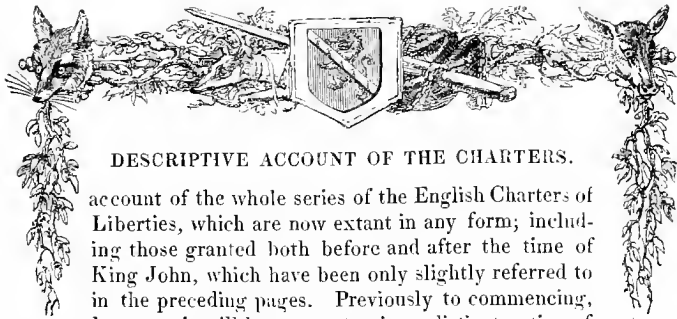 DESCRIPTIVE ACCOUNT OF THE CHARTERS.
account of the whole series of the English Charters of
Liberties, which are now extant in any form; includ-
ing those granted both before and after the time of
King John, which have been only slightly referred to
in the preceding pages. Previously to commencing,